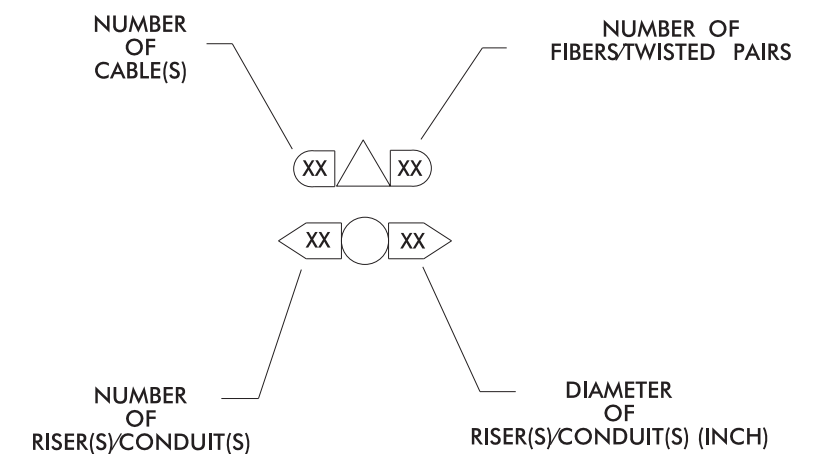 NUMBER
OF
CABLE(S)
NUMBER OF
FIBERS/TWISTED PAIRS
XX XX
XX XX
NUMBER
OF
RISER(S)/CONDUIT(S)
DIAMETER
OF
RISER(S)/CONDUIT(S) (INCH)